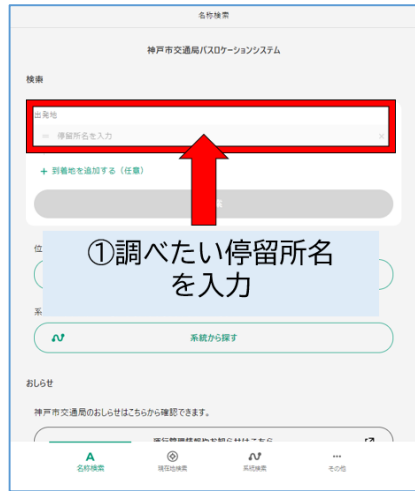 名称検索
神戸市交通局バスロケーションシステム
検索
出発地
停留所名を入力
+ 到着地を追加する（任意）
①調べたい停留所名
を入力
系統から探す
おしらせ
神戸市交通局のおしらせはこちらから確認できます。
名称検索 現在地検索 系統検索 その他